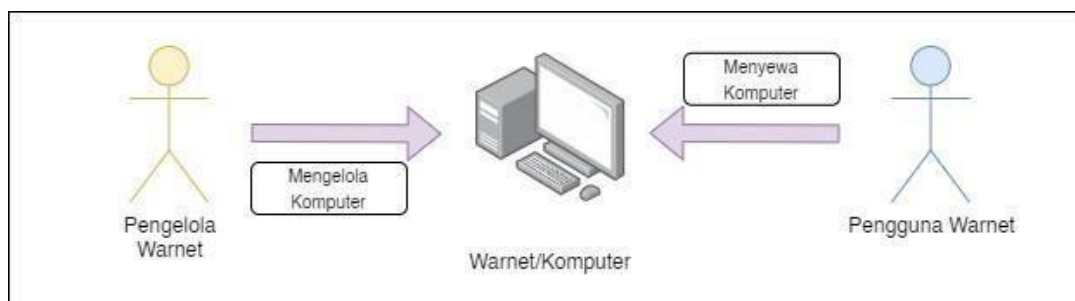 Menyewa
Komputer
Mengelola
Komputer
Pengelola
Warnet
Warnet/Komputer
Pengguna Warnet